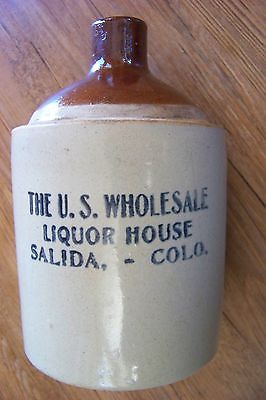 THE U.S. WHOLESALE
LIQUOR HOUSE
SALIDA, - COLO.